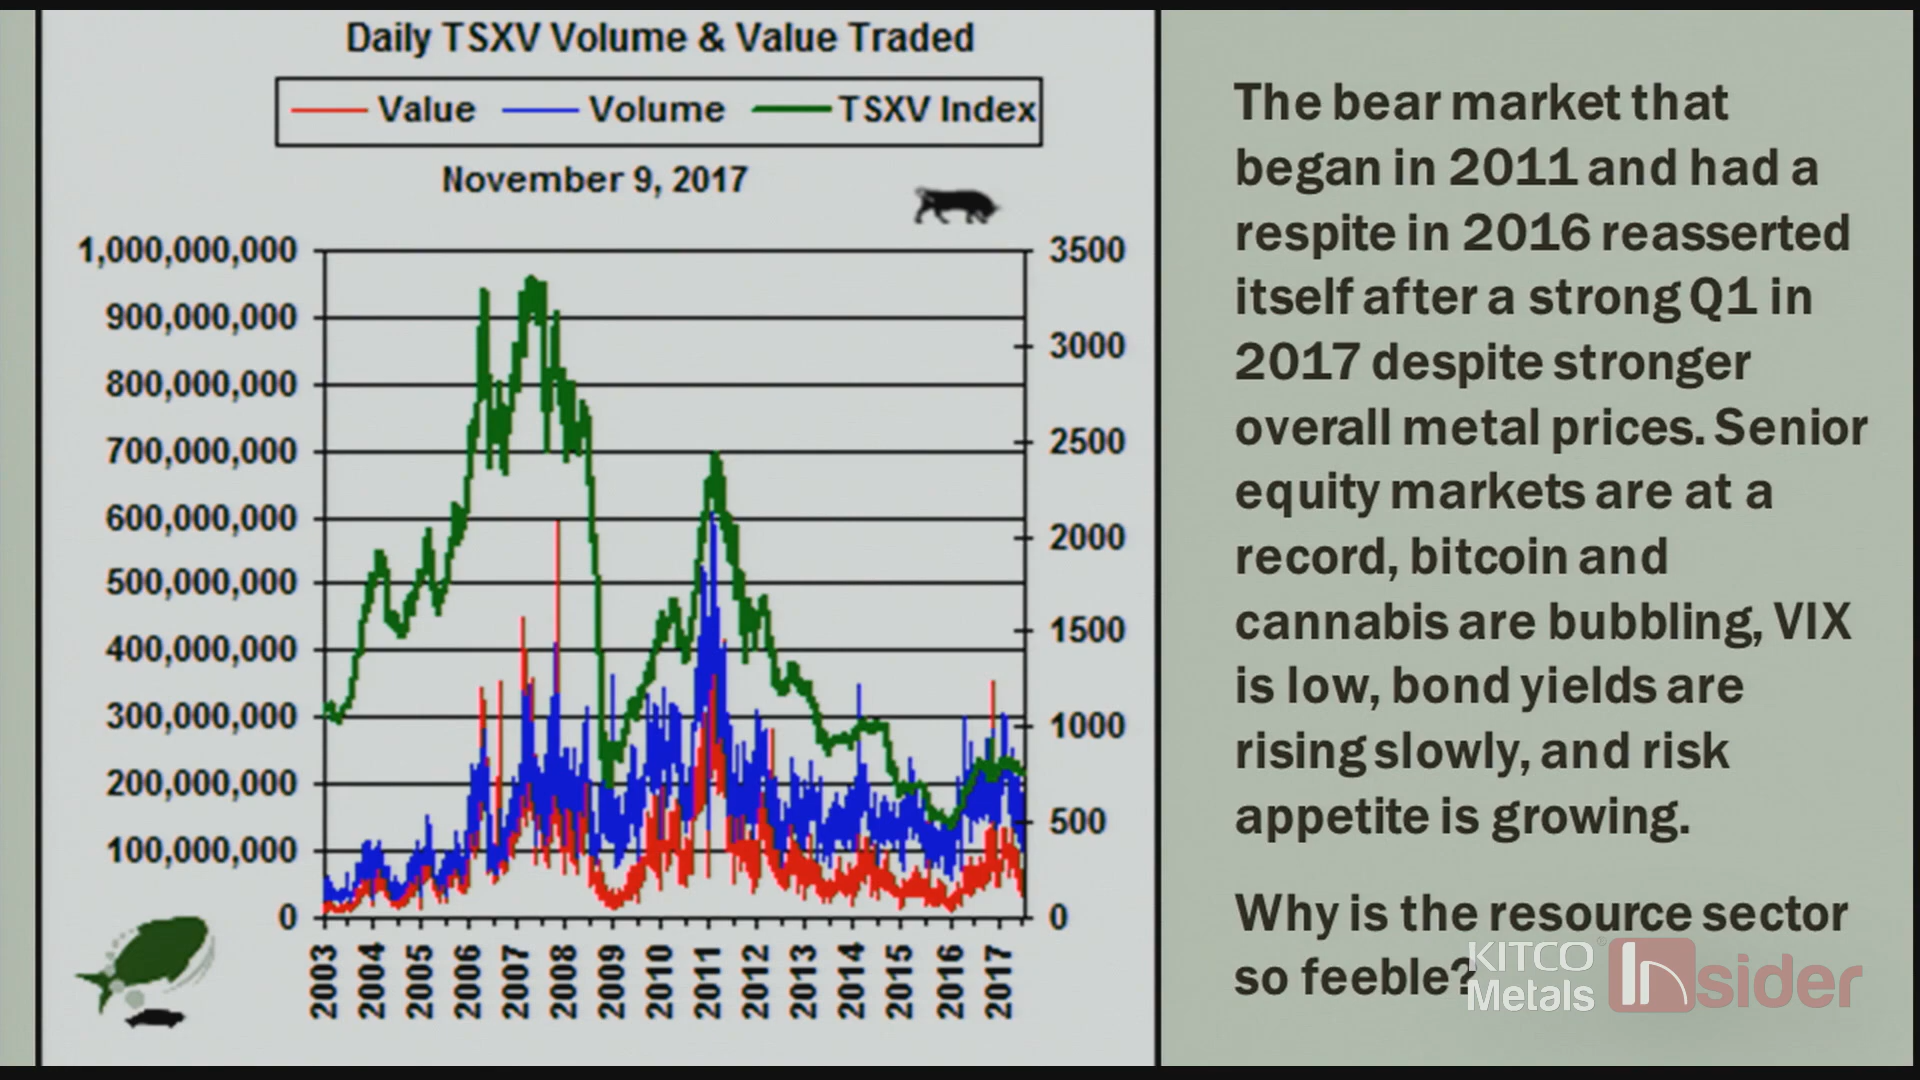 Daily TSXV Volume & Value Traded
Value Volume TSXV Index
November 9, 2017
1,000,000,000
900,000,000
800,000,000
700,000,000
600,000,000
500,000,000
400,000,000
300,000,000
200,000,000
100,000,000
0
3500
3000
2500
2000
1500
1000
500
0
2003 2004 2005 2006 2007 2008 2009 2010 2011 2012 2013 2014 2015 2016 2017
The bear market that
began in 2011 and had a
respite in 2016 reasserted
itself after a strong Q1 in
2017 despite stronger
overall metal prices. Senior
equity markets are at a
record, bitcoin and
cannabis are bubbling, VIX
is low, bond yields are
rising slowly, and risk
appetite is growing.
Why is the resource sector
so feeble?
KITCO®
Metals
Insider